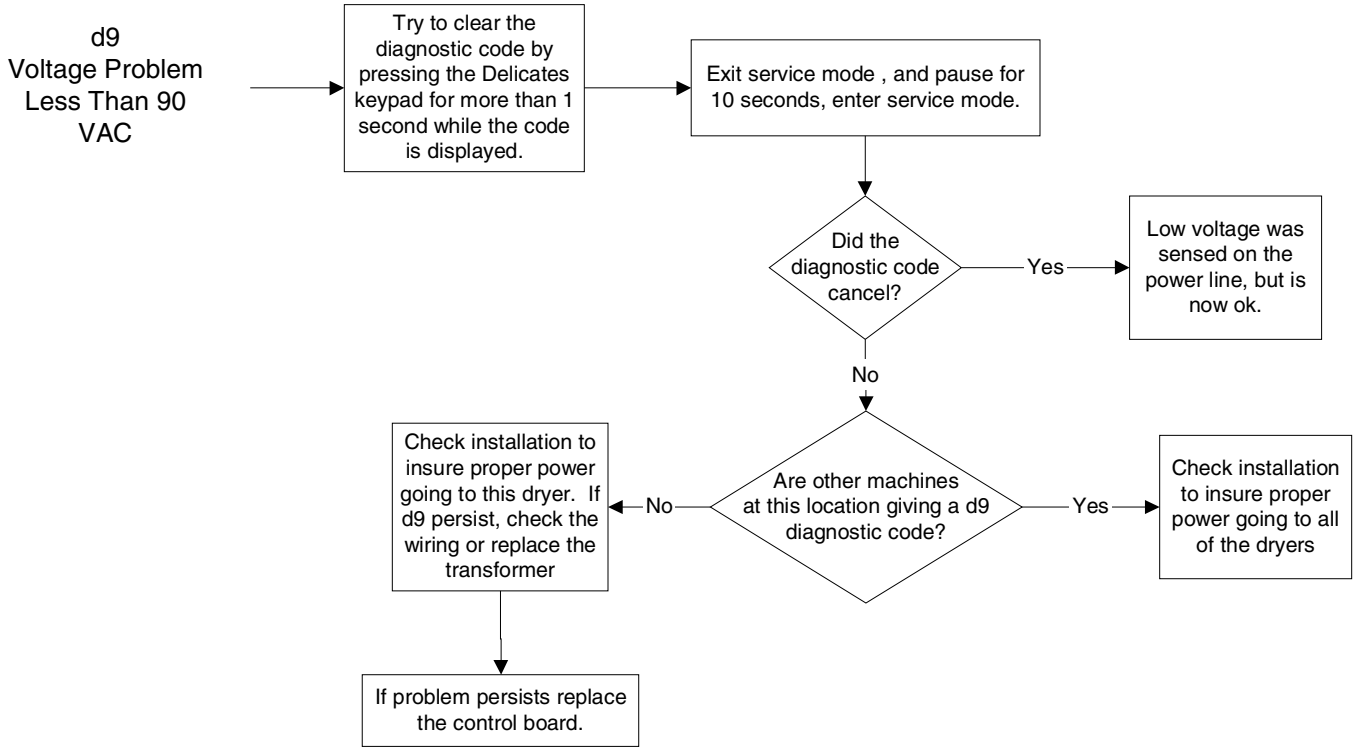 d9
Voltage Problem
Less Than 90
VAC
Try to clear the
diagnostic code by
pressing the Delicates
keypad for more than 1
second while the code
is displayed.
Exit service mode , and pause for
10 seconds, enter service mode.
Did the
diagnostic code
cancel?
Yes
Low voltage was
sensed on the
power line, but is
now ok.
No
Are other machines
at this location giving a d9
diagnostic code?
Yes
Check installation
to insure proper
power going to all
of the dryers
No
Check installation to
insure proper power
going to this dryer. If
d9 persist, check the
wiring or replace the
transformer
If problem persists replace
the control board.